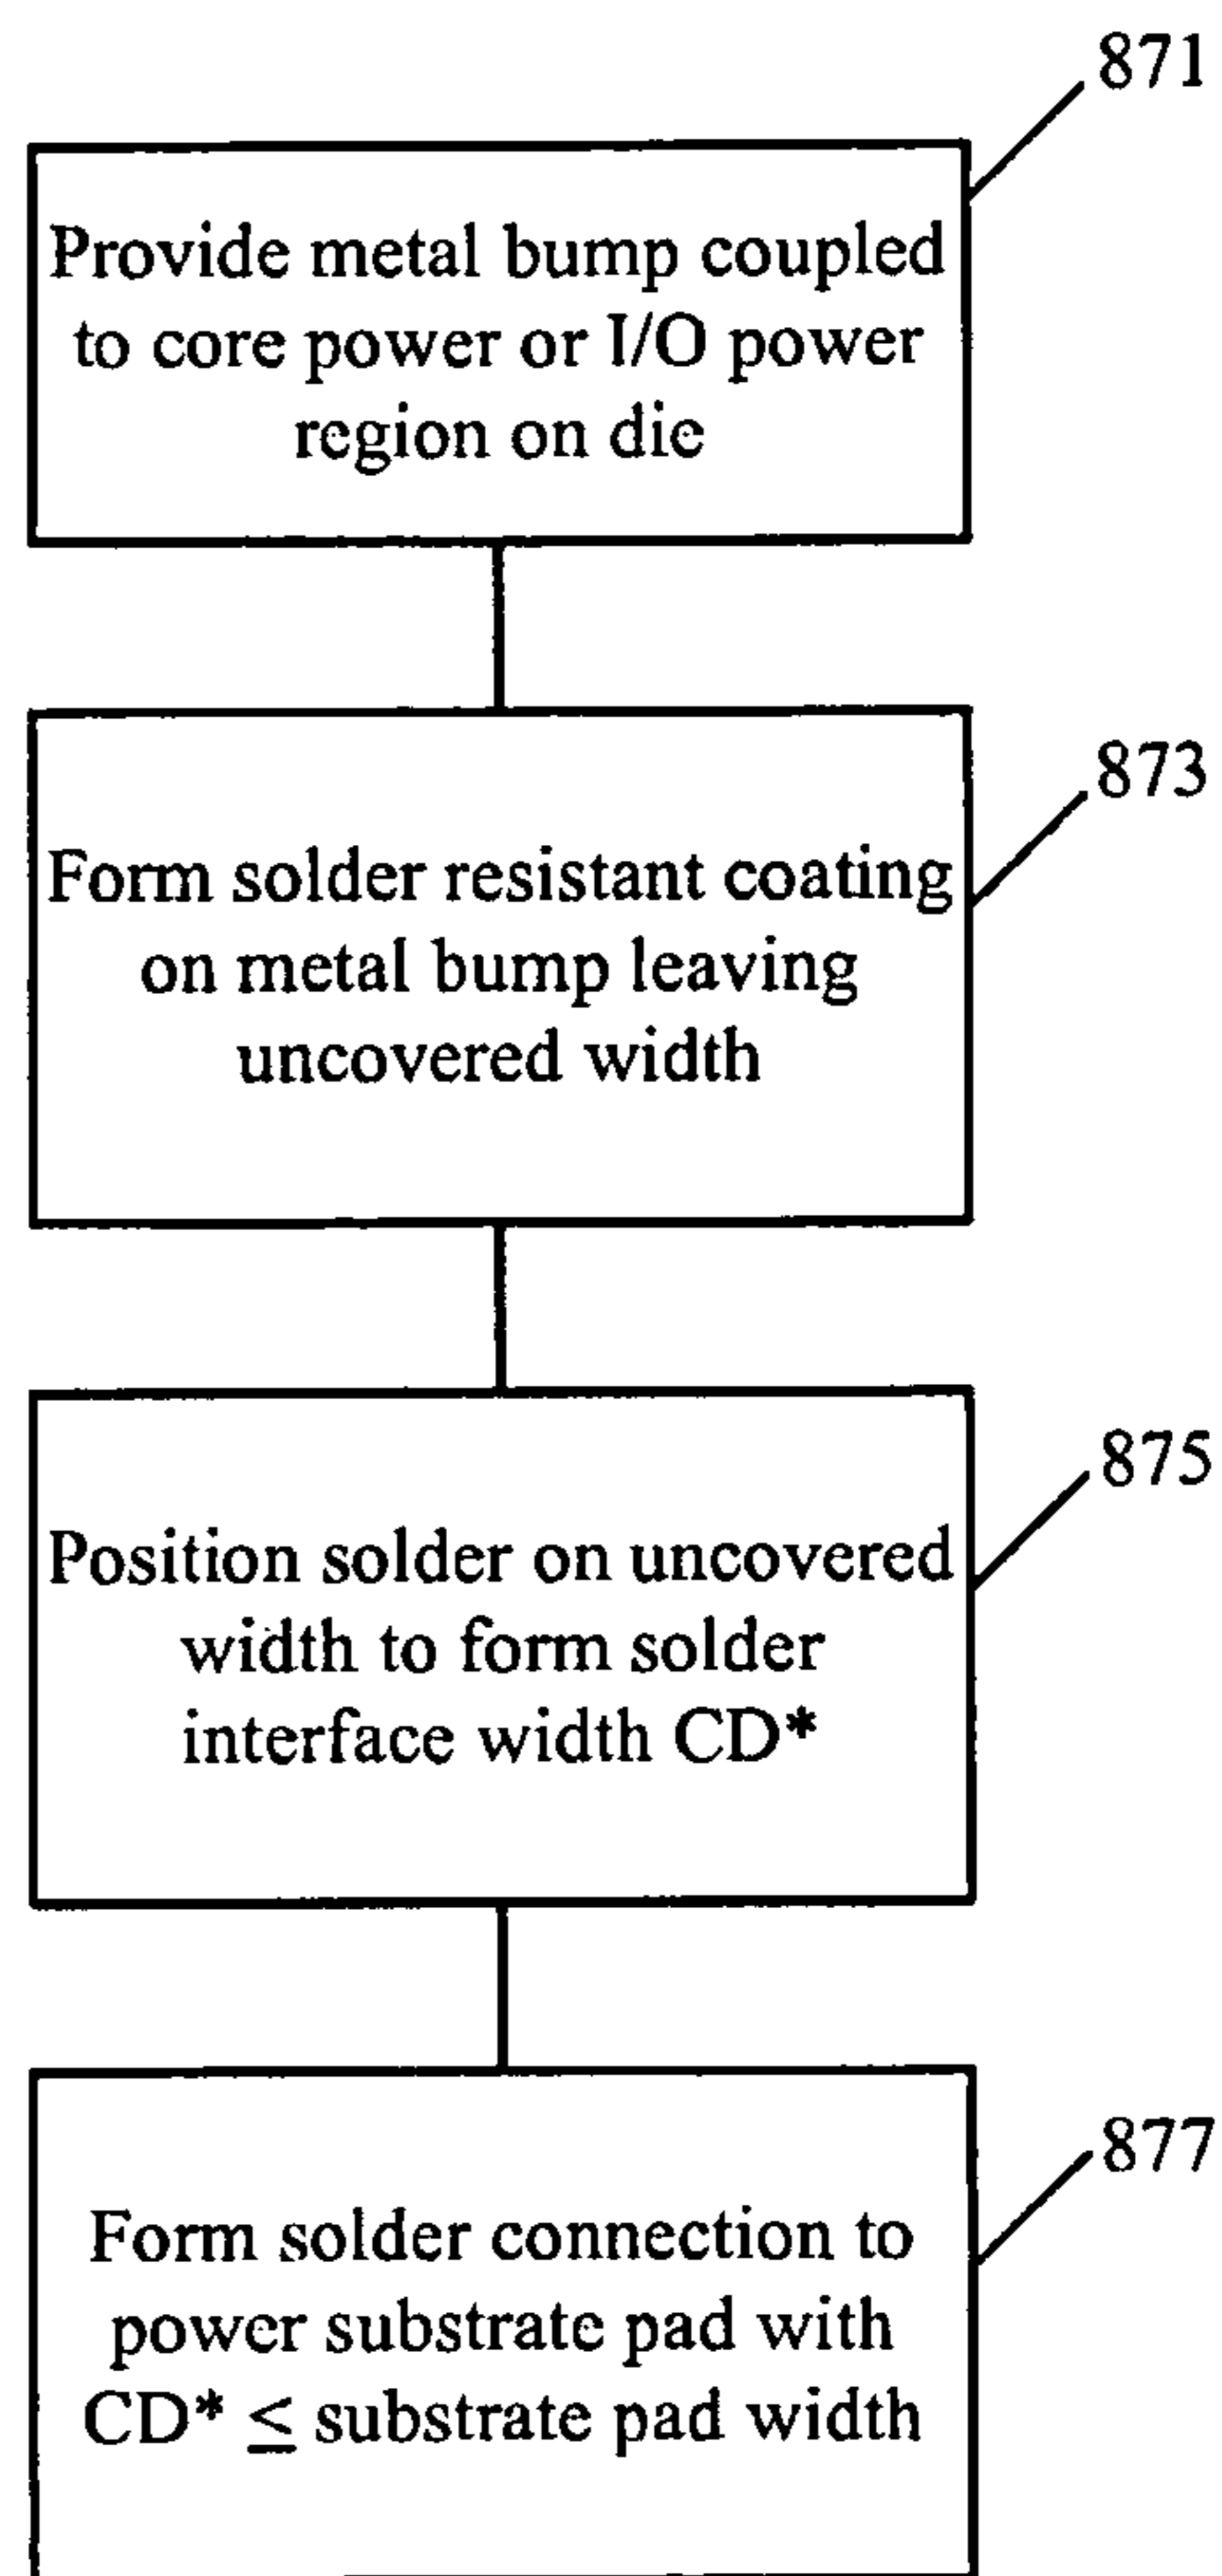 871
Provide metal bump coupled
to core power or I/O power
region on die
873
Form solder resistant coating
on metal bump leaving
uncovered width
875
Position solder on uncovered
width to form solder
interface width CD*
877
Form solder connection to
power substrate pad with
CD* ≤ substrate pad width